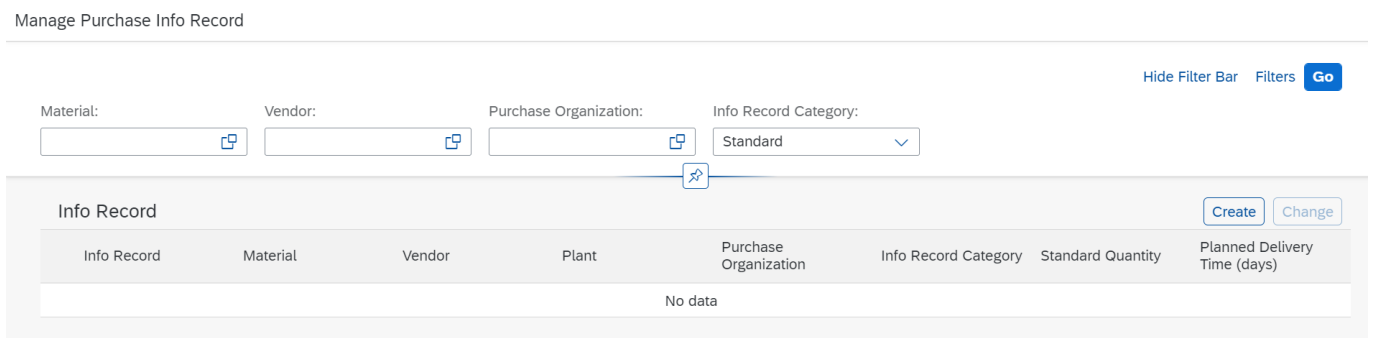 Manage Purchase Info Record
Hide Filter Bar Filters Go
Material: Vendor: Purchase Organization: Info Record Category:
Standard
Info Record
Create Change
Info Record Material Vendor Plant Purchase Organization Info Record Category Standard Quantity Planned Delivery Time (days)
No data